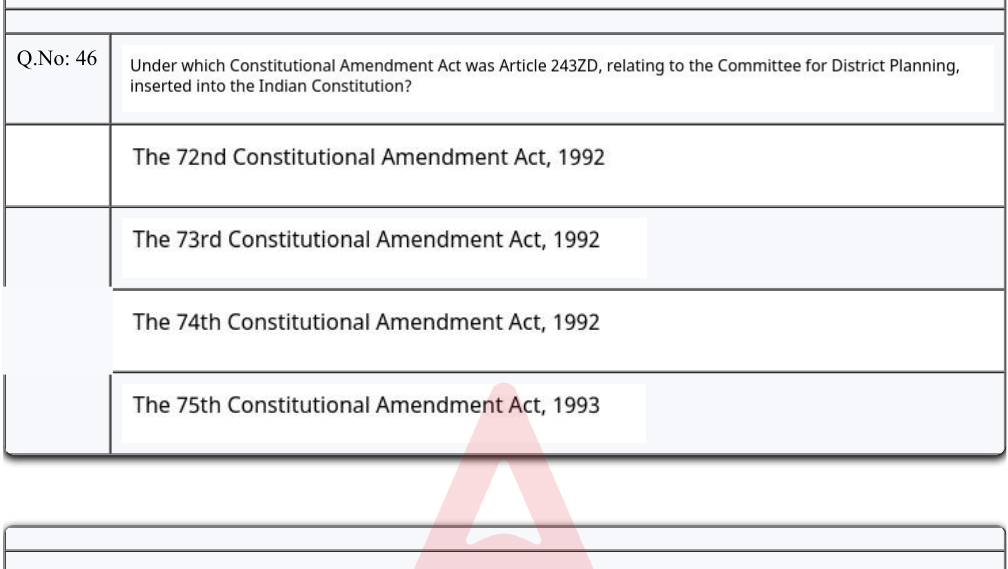 Q.No: 46
Under which Constitutional Amendment Act was Article 243ZD, relating to the Committee for District Planning,
inserted into the Indian Constitution?
The 72nd Constitutional Amendment Act, 1992
The 73rd Constitutional Amendment Act, 1992
The 74th Constitutional Amendment Act, 1992
The 75th Constitutional Amendment Act, 1993